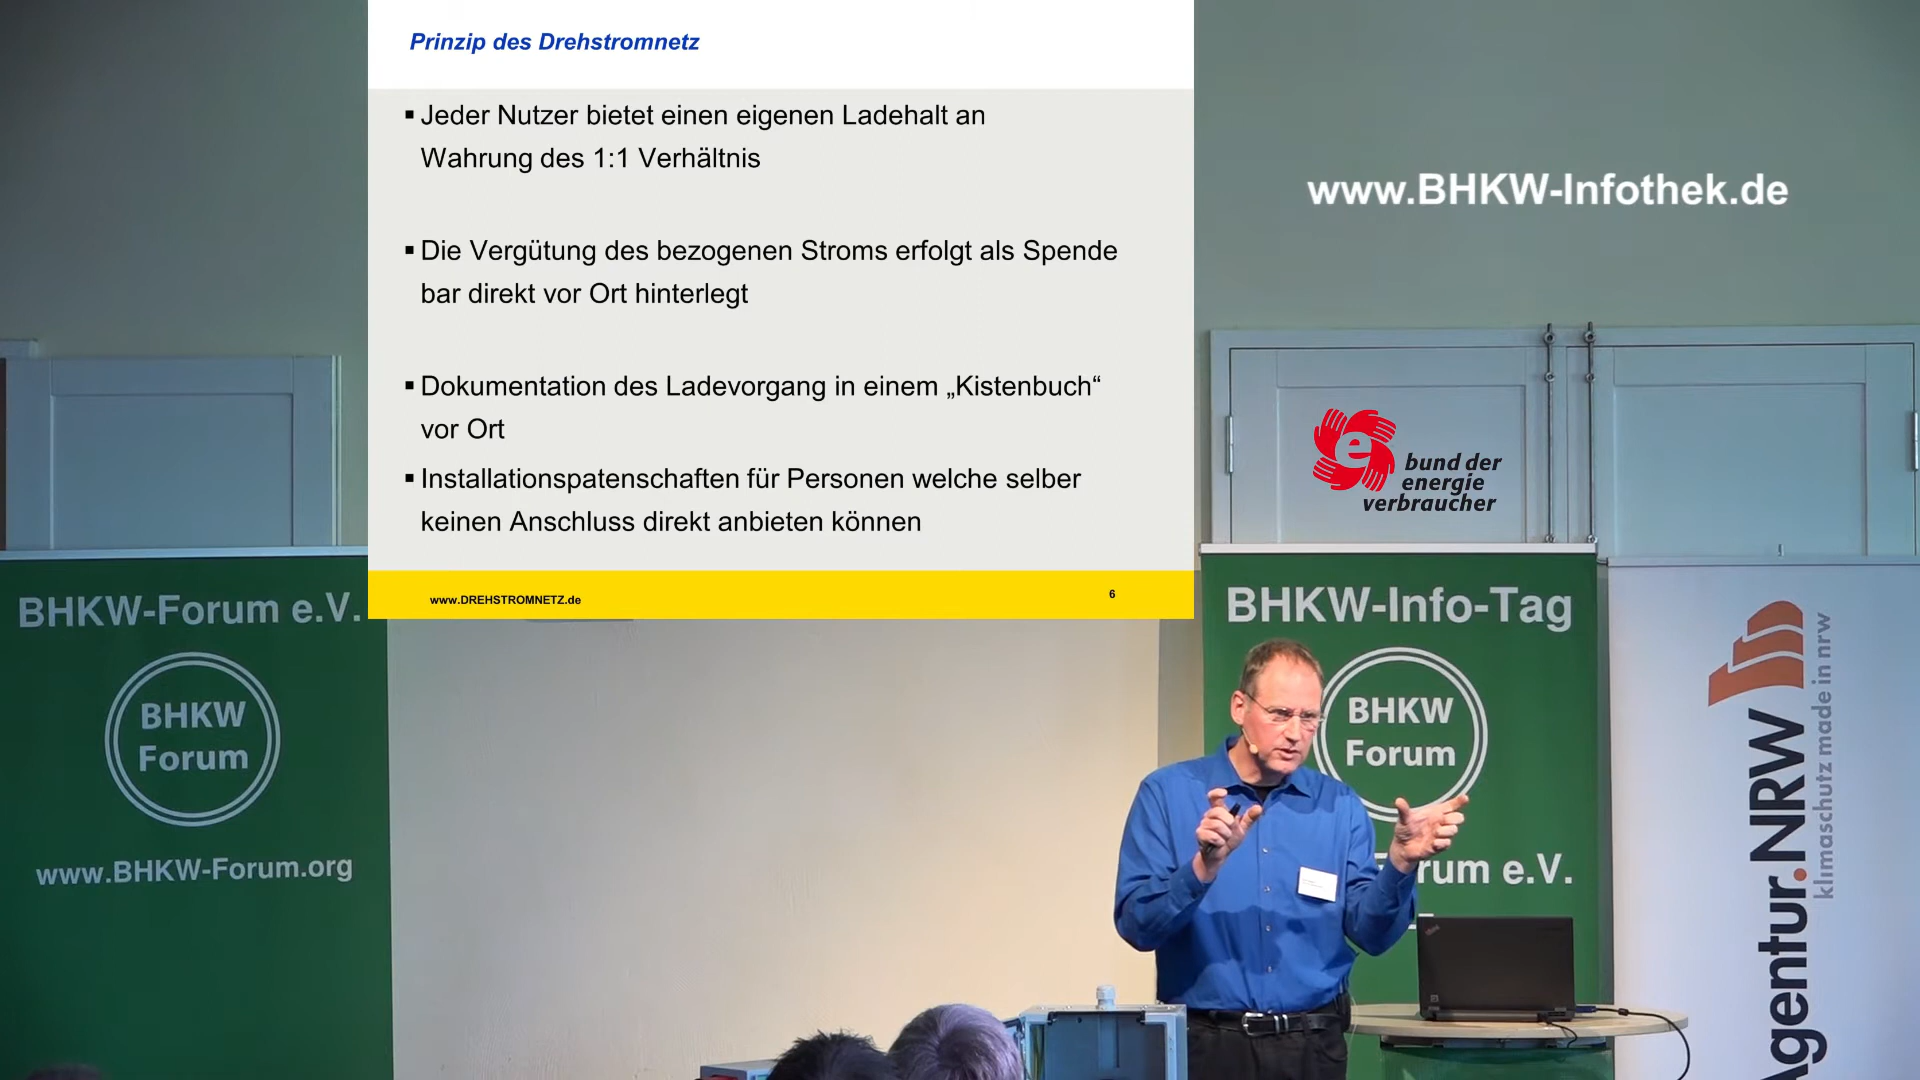 Prinzip des Drehstromnetz
▪ Jeder Nutzer bietet einen eigenen Ladehalt an
Wahrung des 1:1 Verhältnis
▪ Die Vergütung des bezogenen Stroms erfolgt als Spende
bar direkt vor Ort hinterlegt
▪ Dokumentation des Ladevorgang in einem „Kistenbuch“
vor Ort
▪ Installationspatenschaften für Personen welche selber
keinen Anschluss direkt anbieten können
www.DREHSTROMNETZ.de
6
www.BHKW-Infothek.de
e
bund der
energie
verbraucher
BHKW-Forum e.V.
BHKW
Forum
www.BHKW-Forum.org
BHKW-Info-Tag
BHKW
Forum
rum e.V.
Agentur.NRW
klimaschutz made in nrw